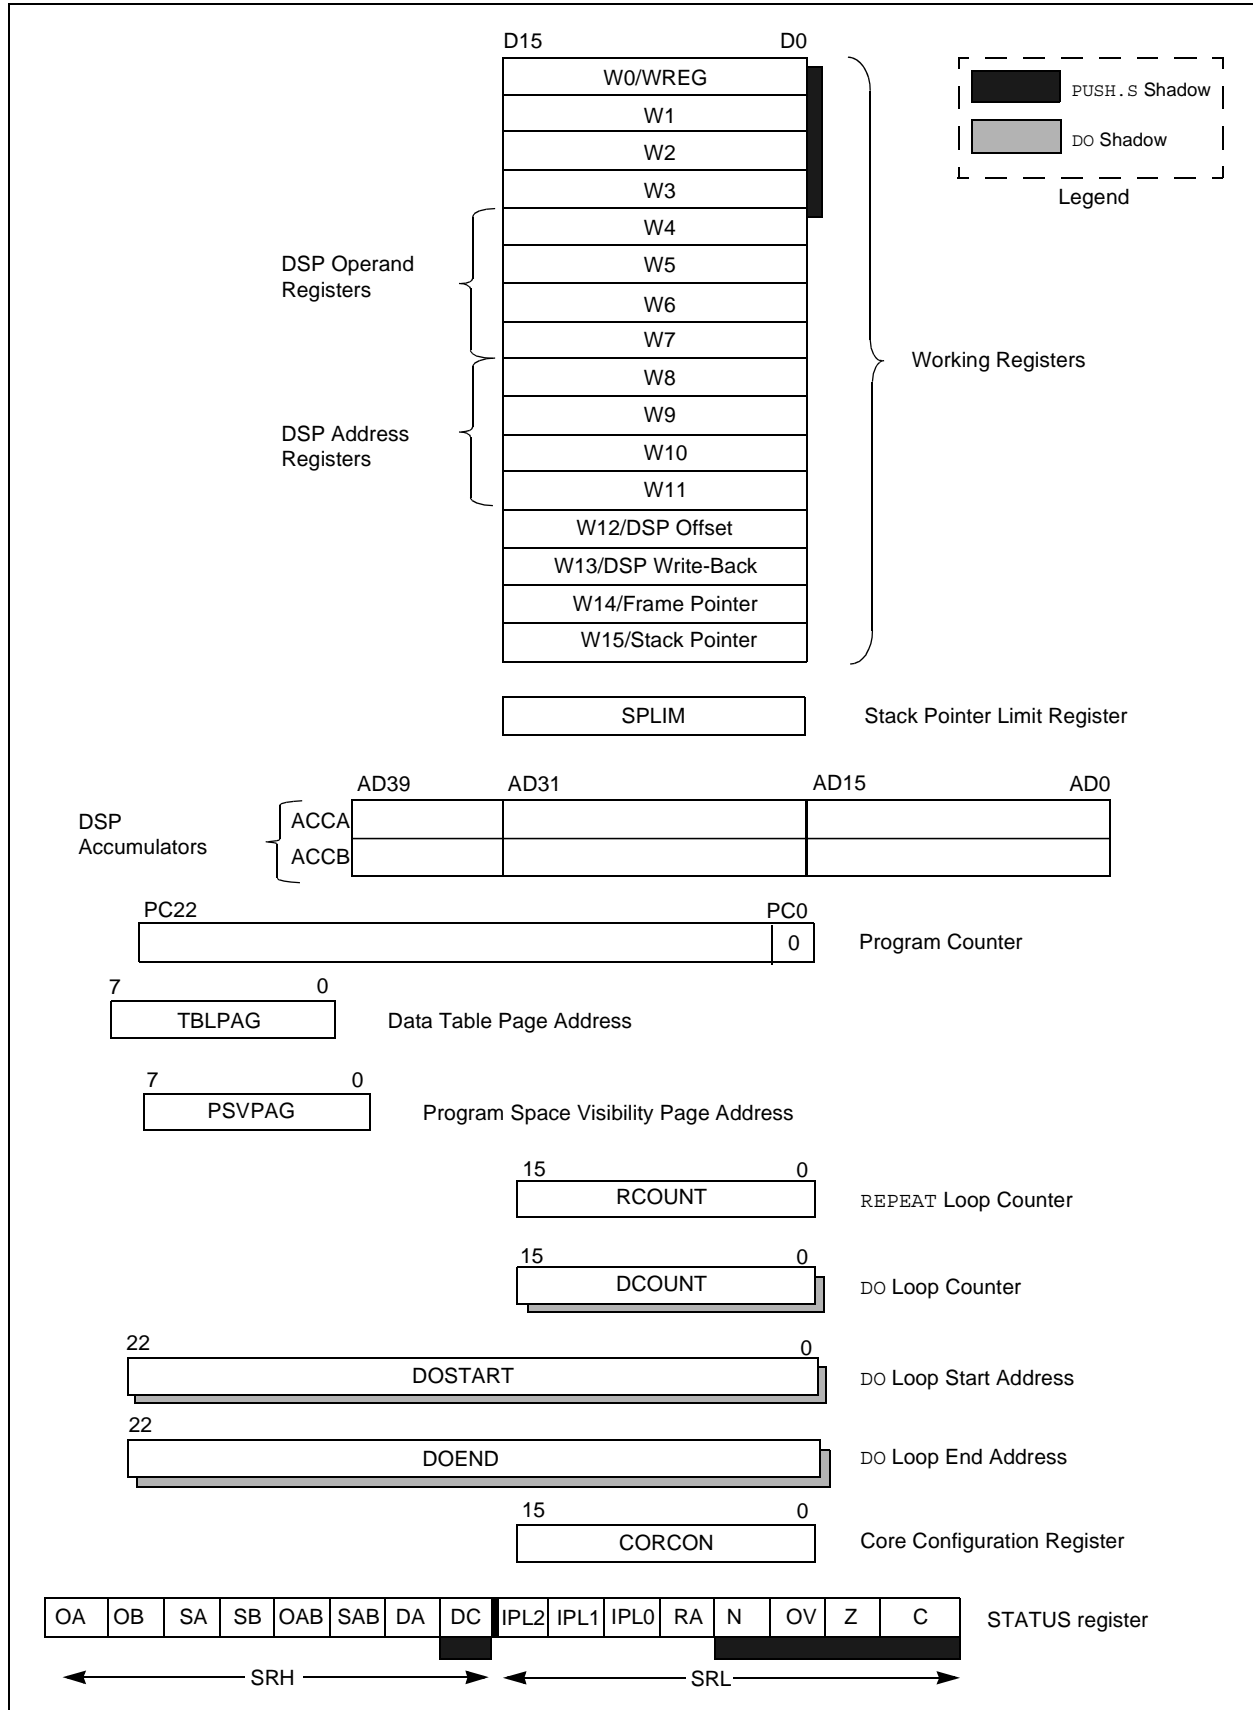 D15 D0
W0/WREG
W1
W2
W3
W4
W5
W6
W7
W8
W9
W10
W11
W12/DSP Offset
W13/DSP Write-Back
W14/Frame Pointer
W15/Stack Pointer
PUSH.S Shadow
DO Shadow
Legend
DSP Operand
Registers
DSP Address
Registers
Working Registers
SPLIM
Stack Pointer Limit Register
AD39 AD31 AD15 AD0
DSP
Accumulators
ACCA
ACCB
PC22 PC0
0
Program Counter
7 0
TBLPAG
Data Table Page Address
7 0
PSVPAG
Program Space Visibility Page Address
15 0
RCOUNT
REPEAT Loop Counter
15 0
DCOUNT
DO Loop Counter
22 0
DOSTART
DO Loop Start Address
22
DOEND
DO Loop End Address
15 0
CORCON
Core Configuration Register
OA OB SA SB OAB SAB DA DC IPL2 IPL1 IPL0 RA N OV Z C
STATUS register
SRH SRL